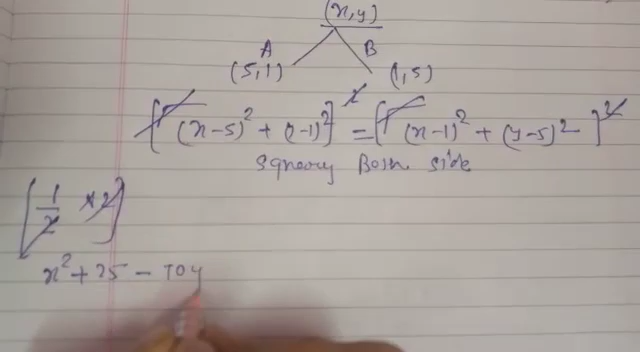 (x,y)
A B
(5,1) (1,5)
[√(x-5)² + (-1)²]² = [√(x-1)² + (y-5)²]²
Squaery Both side
[1/2 × 2]
x² + 25 - 10y